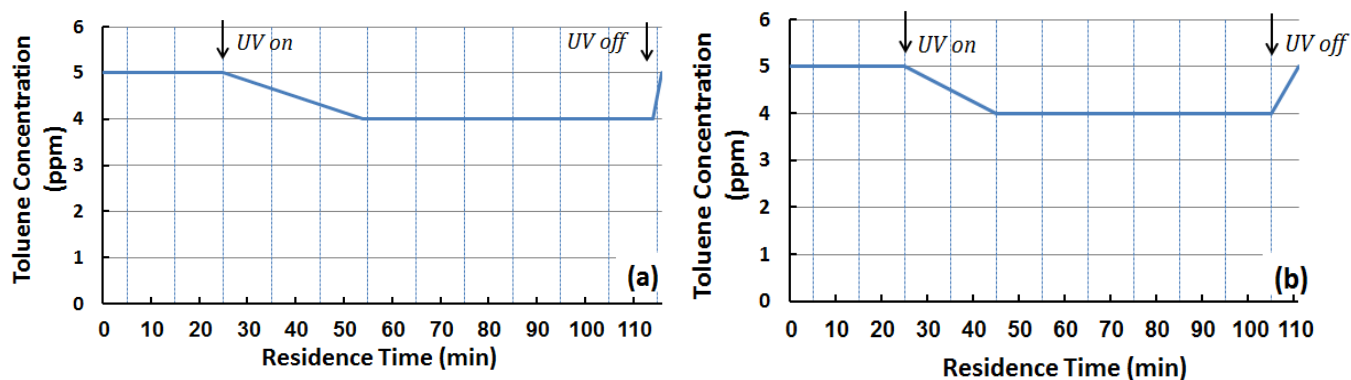 6
5
4
3
2
1
0
Toluene Concentration
(ppm)
UV on
UV off
(a)
0 10 20 30 40 50 60 70 80 90 100 110
Residence Time (min)
6
5
4
3
2
1
0
Toluene Concentration
(ppm)
UV on
UV off
(b)
0 10 20 30 40 50 60 70 80 90 100 110
Residence Time (min)